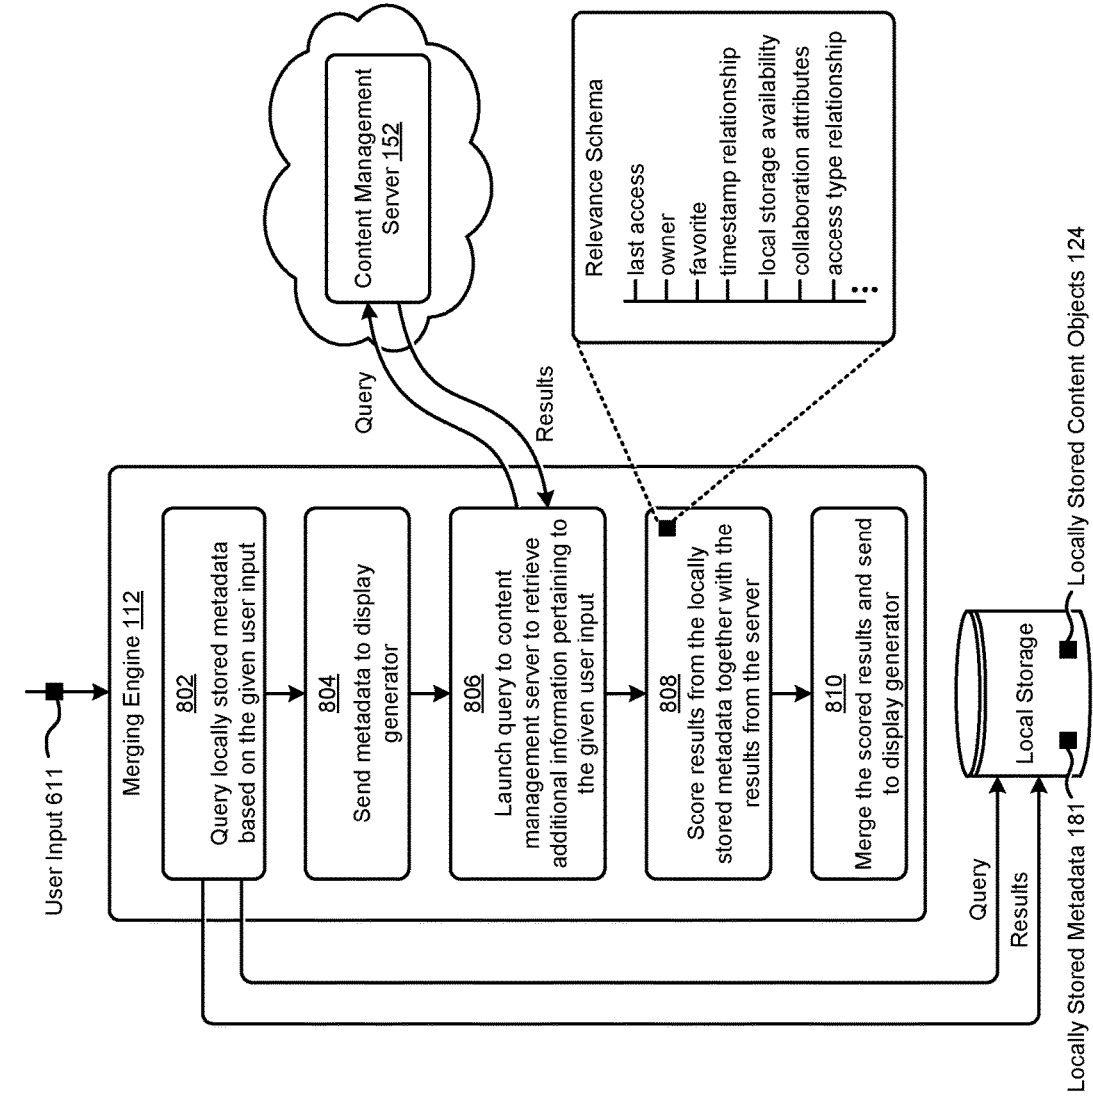 User Input 611
Merging Engine 112
802
Query locally stored metadata
based on the given user input
804
Send metadata to display
generator
806
Launch query to content
management server to retrieve
additional information pertaining to
the given user input
808
Score results from the locally
stored metadata together with the
results from the server
810
Merge the scored results and send
to display generator
Query
Results
Content Management
Server 152
Relevance Schema
last access
owner
favorite
timestamp relationship
local storage availability
collaboration attributes
access type relationship
Query
Results
Local Storage
Locally Stored Metadata 181
Locally Stored Content Objects 124